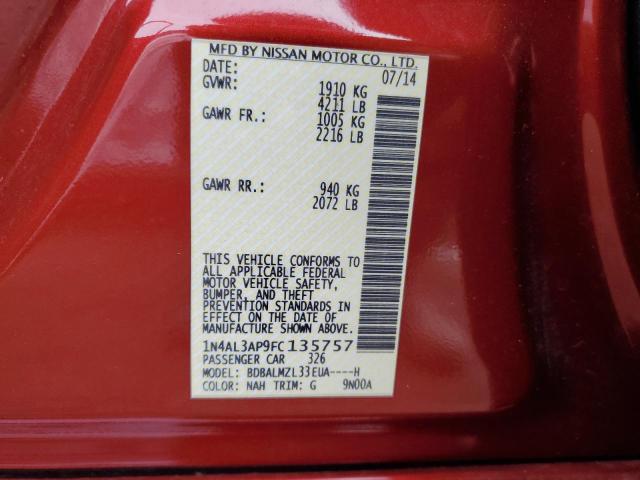 MFD BY NISSAN MOTOR CO., LTD.
DATE: 07/14
GVWR: 1910 KG
4211 LB
GAWR FR.: 1005 KG
2216 LB
GAWR RR.: 940 KG
2072 LB
THIS VEHICLE CONFORMS TO
ALL APPLICABLE FEDERAL
MOTOR VEHICLE SAFETY,
BUMPER, AND THEFT
PREVENTION STANDARDS IN
EFFECT ON THE DATE OF
MANUFACTURE SHOWN ABOVE.
1N4AL3AP9FC135757
PASSENGER CAR 326
MODEL: BDBALMZL33EUA----H
COLOR: NAH TRIM: G 9N00A